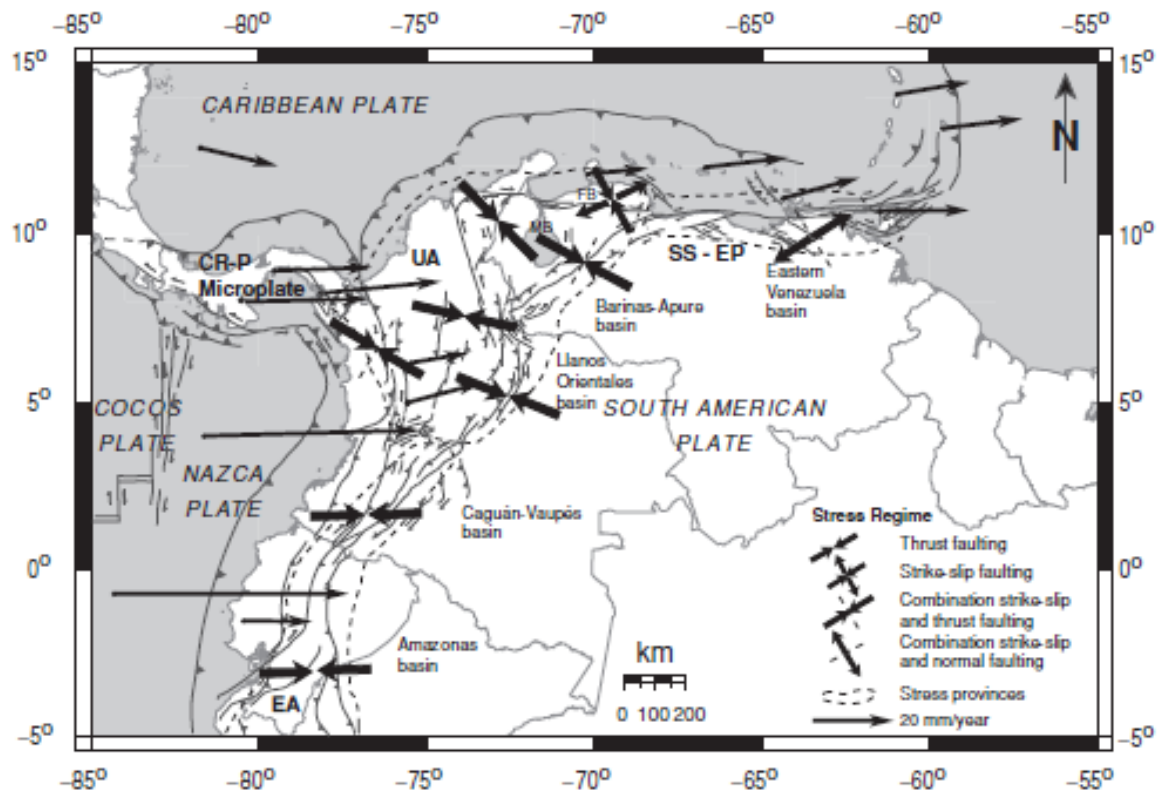 −85° −80° −75° −70° −65° −60° −55°
15° 15°
CARIBBEAN PLATE
N
FB
MB
10° 10°
CR-P
Microplate
UA
SS - EP
Eastern
Venezuela
basin
Barinas-Apure
basin
Llanos
Orientales
basin
5° 5°
COCOS
PLATE
SOUTH AMERICAN
PLATE
NAZCA
PLATE
Caguán-Vaupés
basin
Stress Regime
Thrust faulting
Strike-slip faulting
Combination strike-slip
and thrust faulting
Combination strike-slip
and normal faulting
Stress provinces
20 mm/year
0° 0°
Amazonas
basin
km
0 100 200
EA
−5° −5°
−85° −80° −75° −70° −65° −60° −55°